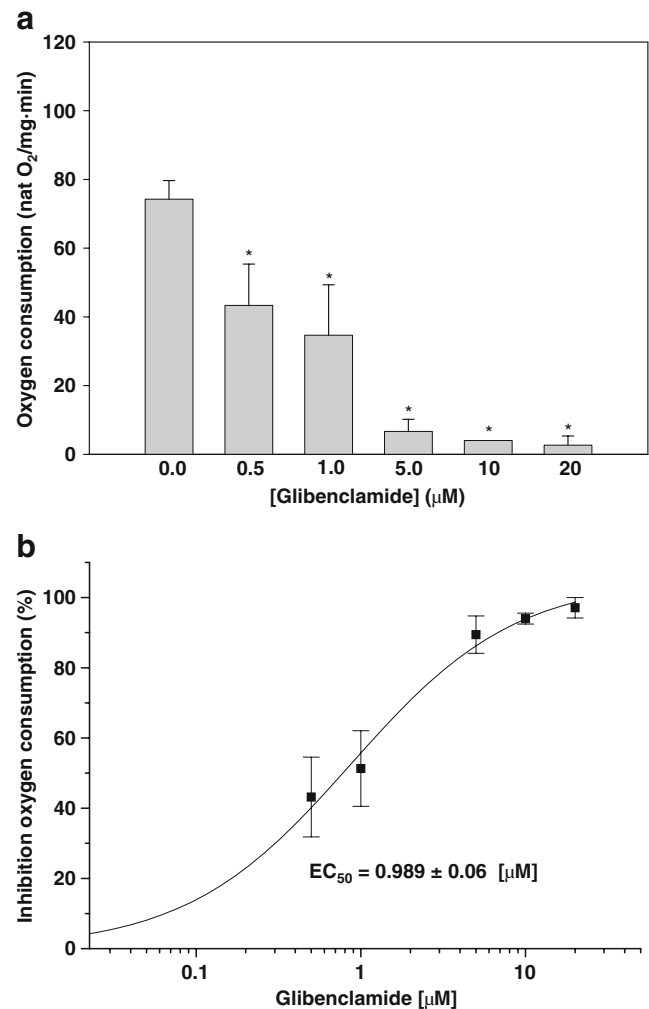 a
Oxygen consumption (nat O₂/mg·min)
120
100
80
60
40
20
0
*
*
*
*
*
0.0 0.5 1.0 5.0 10 20
[Glibenclamide] (μM)
b
Inhibition oxygen consumption (%)
100
80
60
40
20
0
EC₅₀ = 0.989 ± 0.06 [μM]
0.1 1 10
Glibenclamide [μM]